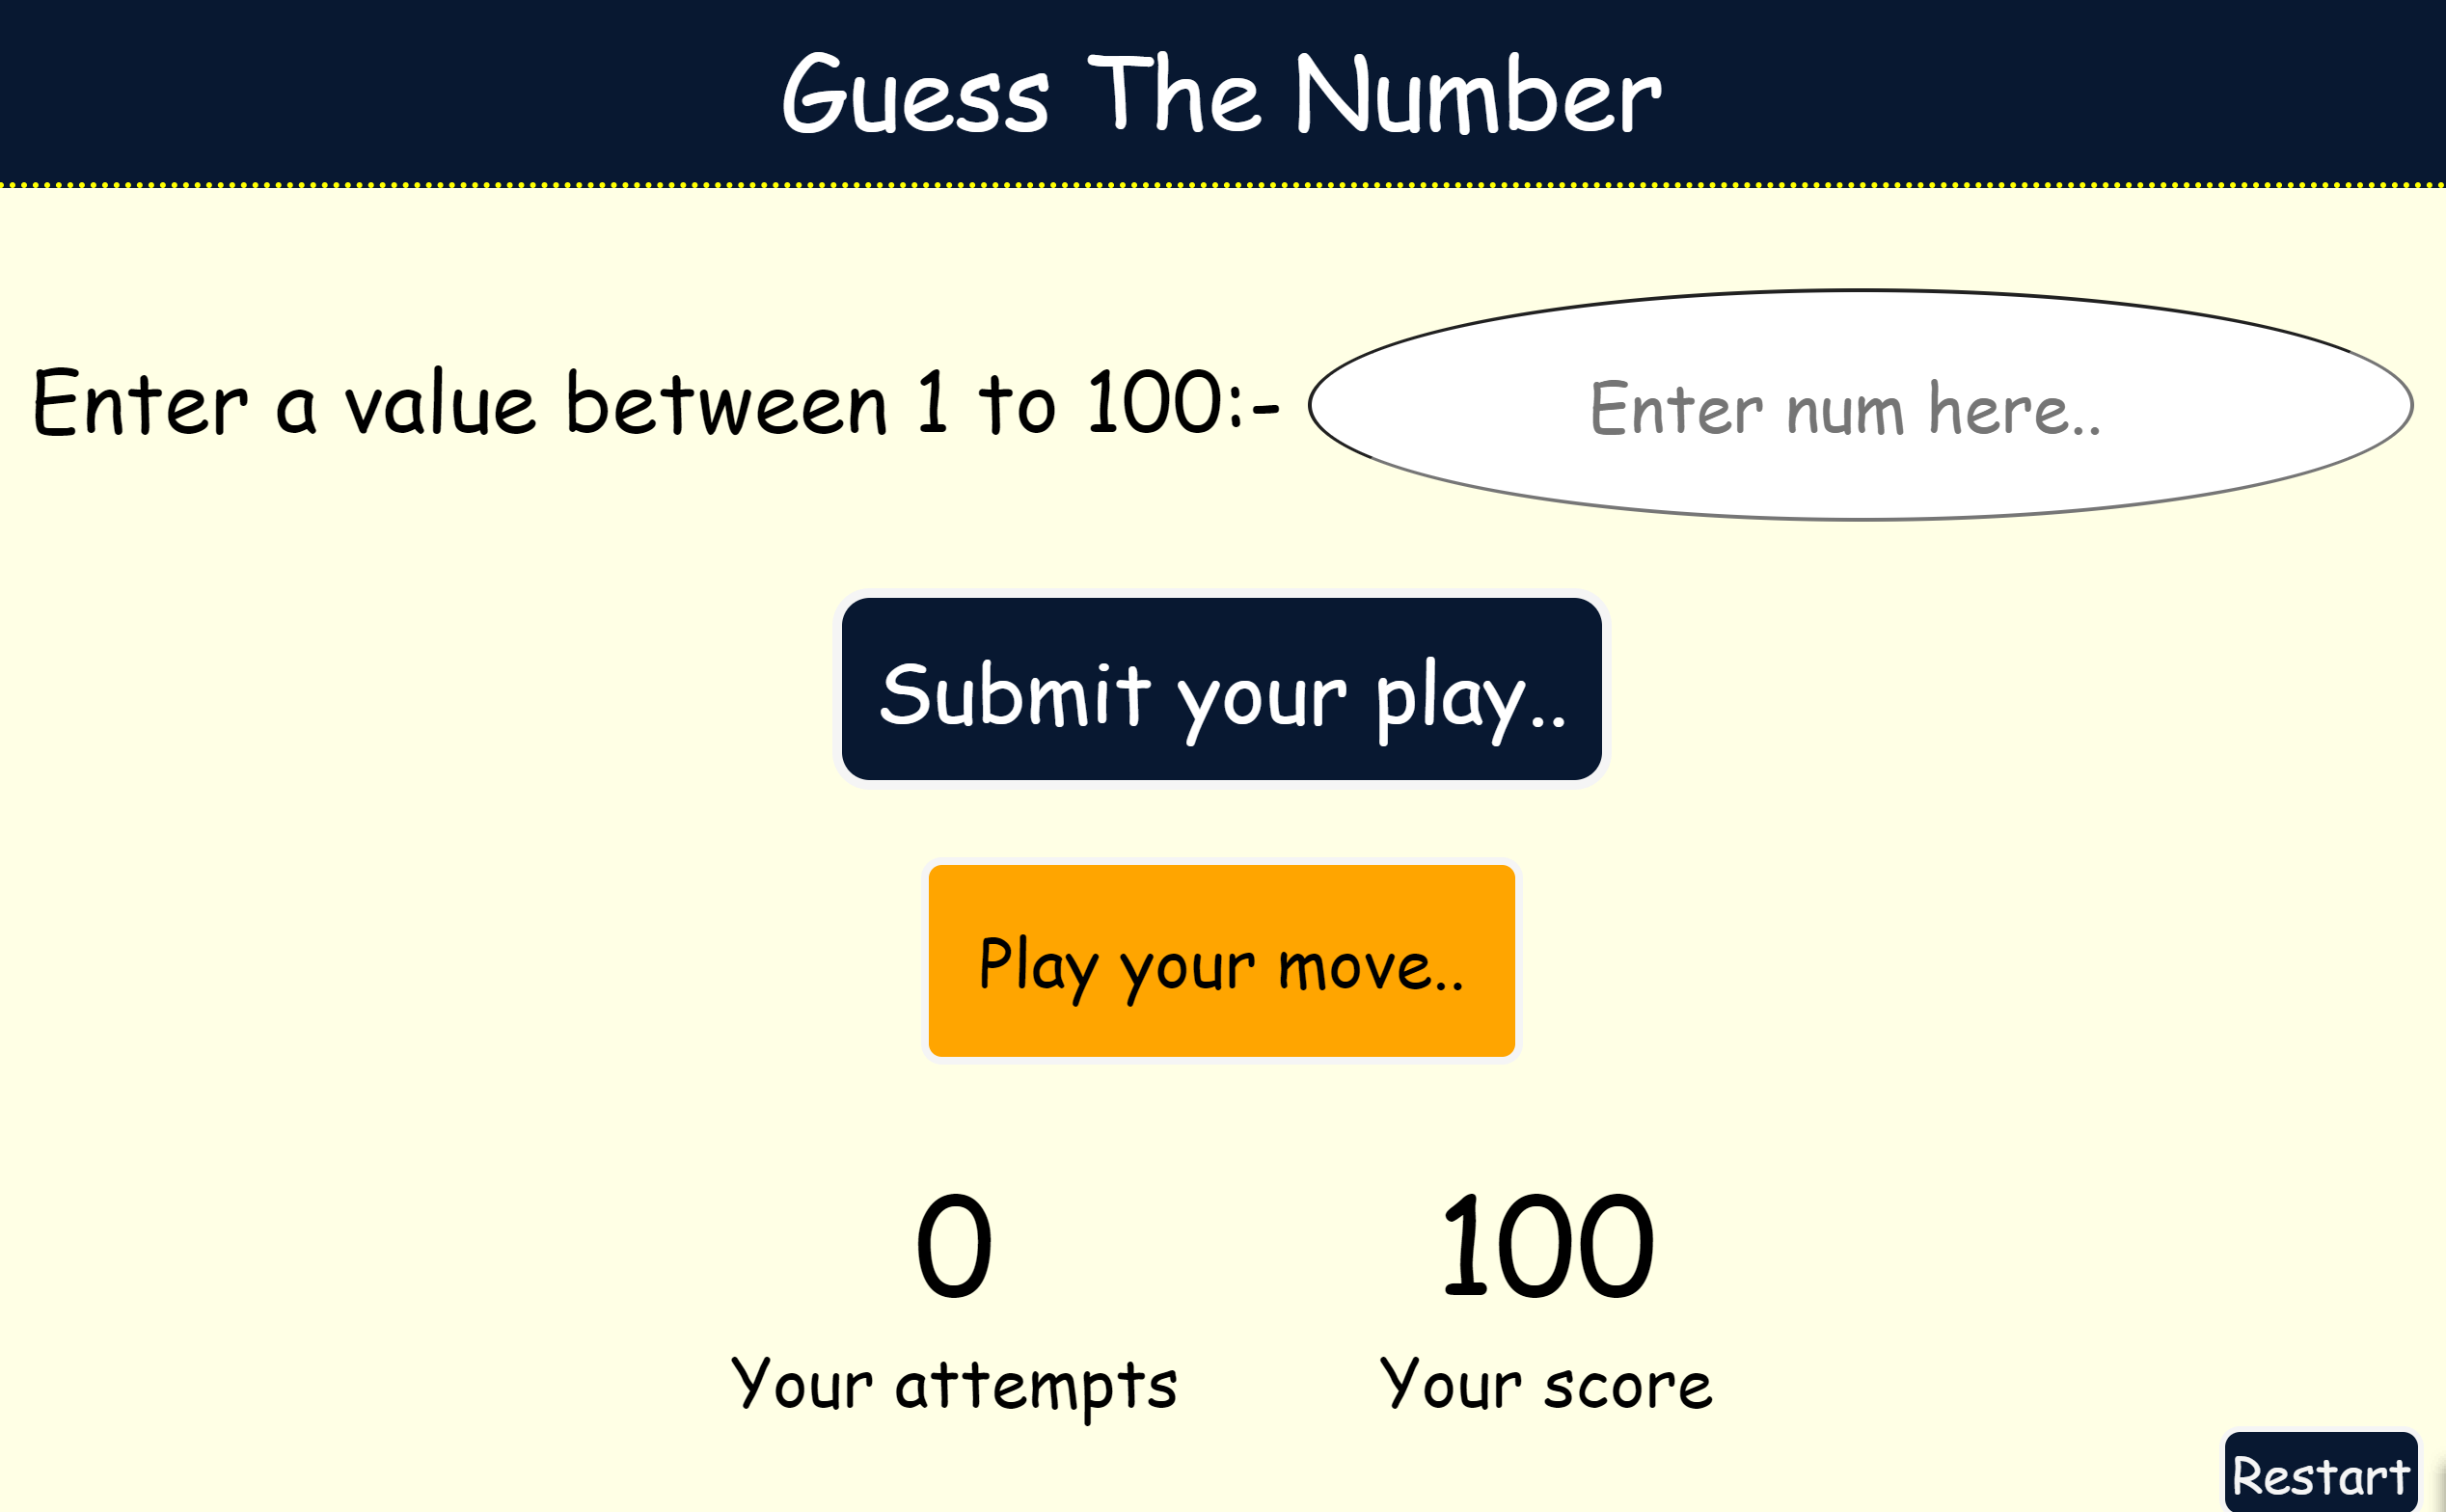 Guess The Number
Enter a value between 1 to 100:- Enter num here..
Submit your play..
Play your move..
0 100
Your attempts Your score
Restart